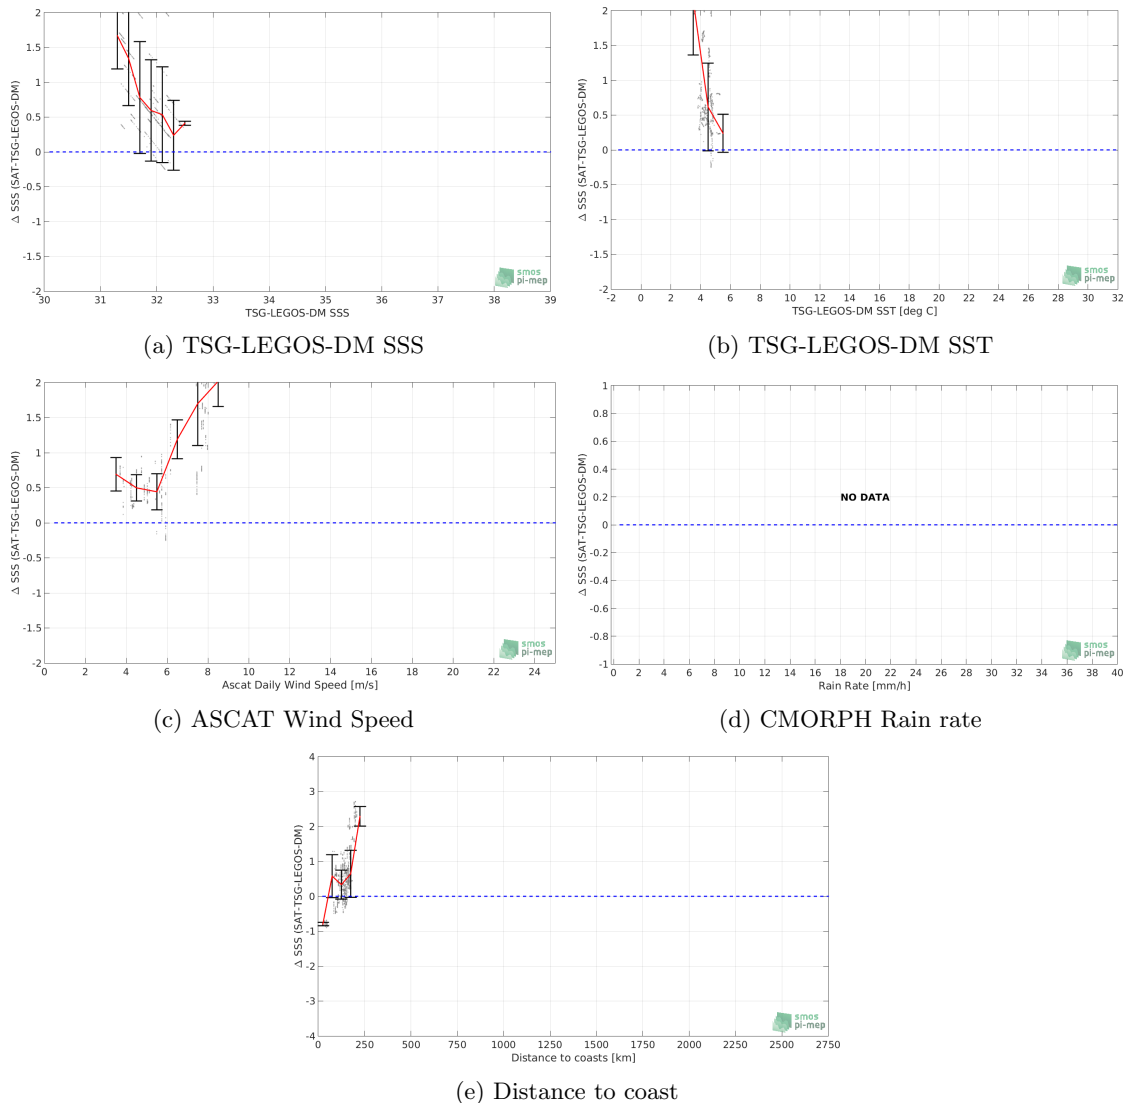 Δ SSS (SAT-TSG-LEGOS-DM)
2
1.5
1
0.5
0
-0.5
-1
-1.5
-2
30 31 32 33 34 35 36 37 38 39
TSG-LEGOS-DM SSS
smos
pi-mep
(a) TSG-LEGOS-DM SSS
Δ SSS (SAT-TSG-LEGOS-DM)
2
1.5
1
0.5
0
-0.5
-1
-1.5
-2
-2 0 2 4 6 8 10 12 14 16 18 20 22 24 26 28 30 32
TSG-LEGOS-DM SST [deg C]
smos
pi-mep
(b) TSG-LEGOS-DM SST
Δ SSS (SAT-TSG-LEGOS-DM)
2
1.5
1
0.5
0
-0.5
-1
-1.5
-2
0 2 4 6 8 10 12 14 16 18 20 22 24
Ascat Daily Wind Speed [m/s]
smos
pi-mep
(c) ASCAT Wind Speed
Δ SSS (SAT-TSG-LEGOS-DM)
1
0.8
0.6
0.4
0.2
0
-0.2
-0.4
-0.6
-0.8
-1
NO DATA
0 2 4 6 8 10 12 14 16 18 20 22 24 26 28 30 32 34 36 38 40
Rain Rate [mm/h]
smos
pi-mep
(d) CMORPH Rain rate
Δ SSS (SAT-TSG-LEGOS-DM)
4
3
2
1
0
-1
-2
-3
-4
0 250 500 750 1000 1250 1500 1750 2000 2250 2500 2750
Distance to coasts [km]
smos
pi-mep
(e) Distance to coast